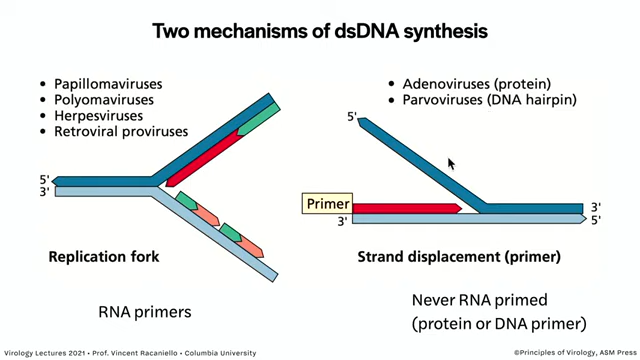 Two mechanisms of dsDNA synthesis
• Papillomaviruses
• Polyomaviruses
• Herpesviruses
• Retroviral proviruses
5'
3'
Replication fork
RNA primers
• Adenoviruses (protein)
• Parvoviruses (DNA hairpin)
5'
Primer
3'
3'
5'
Strand displacement (primer)
Never RNA primed
(protein or DNA primer)
Virology Lectures 2021 • Prof. Vincent Racaniello • Columbia University
©Principles of Virology, ASM Press